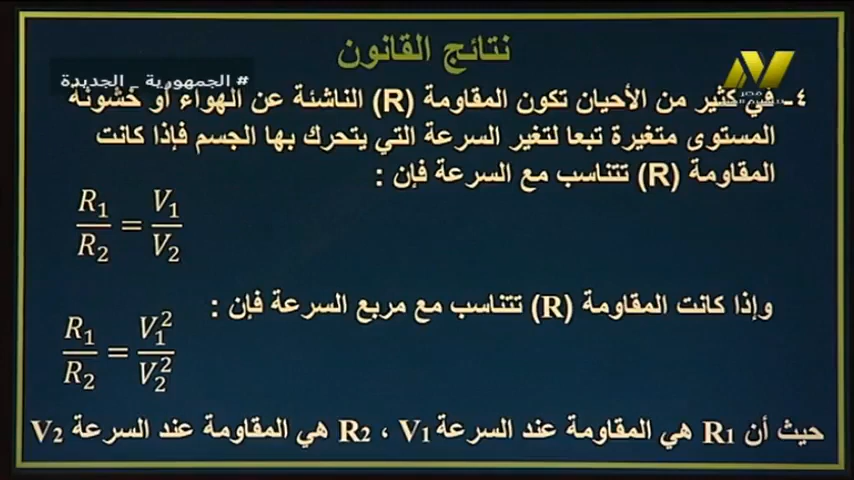 نتائج القانون
# الجمهورية - الجديدة
مصر
٤- في كثير من الأحيان تكون المقاومة (R) الناشئة عن الهواء أو خشونة
المستوى متغيرة تبعا لتغير السرعة التي يتحرك بها الجسم فإذا كانت
المقاومة (R) تتناسب مع السرعة فإن :
R₁/R₂ = V₁/V₂
وإذا كانت المقاومة (R) تتناسب مع مربع السرعة فإن :
R₁/R₂ = V₁²/V₂²
حيث أن R₁ هي المقاومة عند السرعة V₁ ، R₂ هي المقاومة عند السرعة V₂